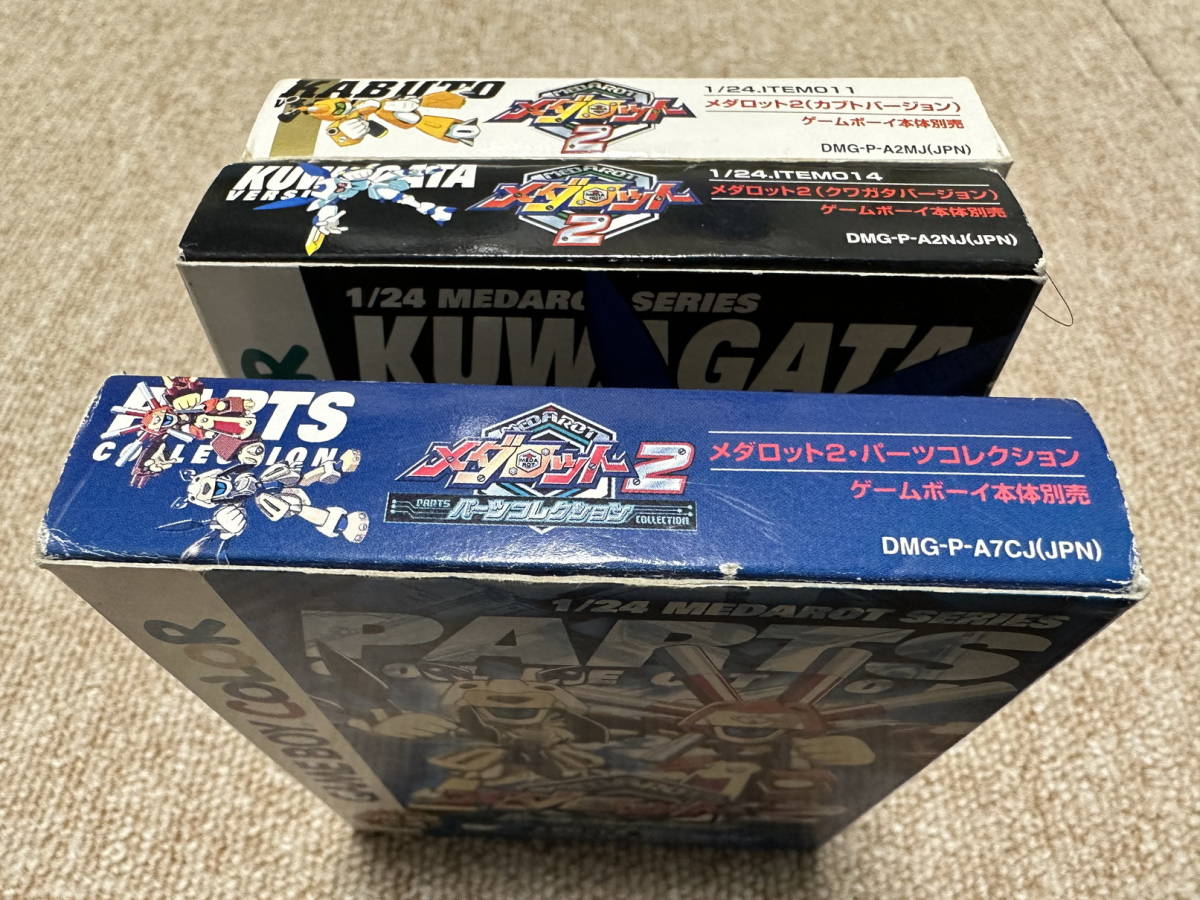 KABUTO
MEDAROT
メダロット
2
1/24.ITEM011
メダロット2(カブトバージョン)
ゲームボーイ本体別売
DMG-P-A2MJ(JPN)
KUWAGATA
MEDAROT
メダロット
2
1/24.ITEM014
メダロット2(クワガタバージョン)
ゲームボーイ本体別売
DMG-P-A2NJ(JPN)
1/24 MEDAROT SERIES
KUWAGATA
PARTS
COLLECTION
MEDAROT
メダロット2
PARTS パーツコレクション COLLECTION
メダロット2・パーツコレクション
ゲームボーイ本体別売
DMG-P-A7CJ(JPN)
1/24 MEDAROT SERIES
PARTS
COLOR